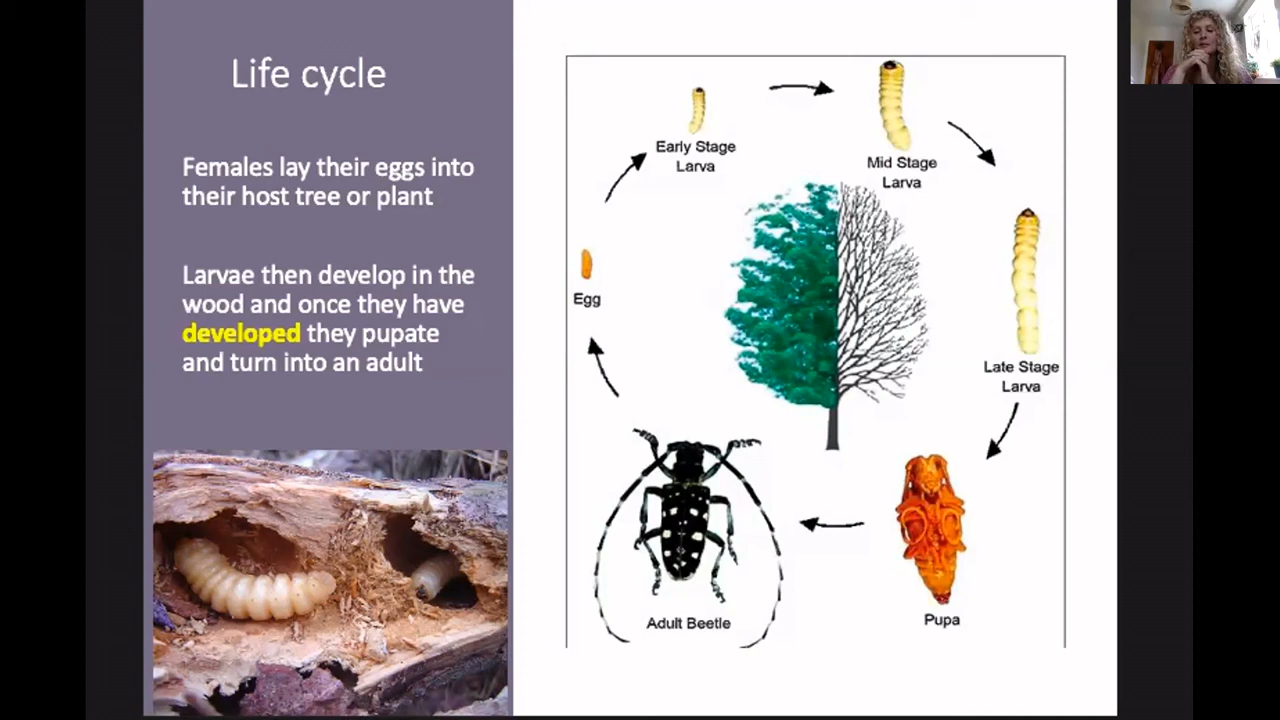 Life cycle
Females lay their eggs into
their host tree or plant
Larvae then develop in the
wood and once they have
developed they pupate
and turn into an adult
Early Stage
Larva
Mid Stage
Larva
Late Stage
Larva
Pupa
Adult Beetle
Egg